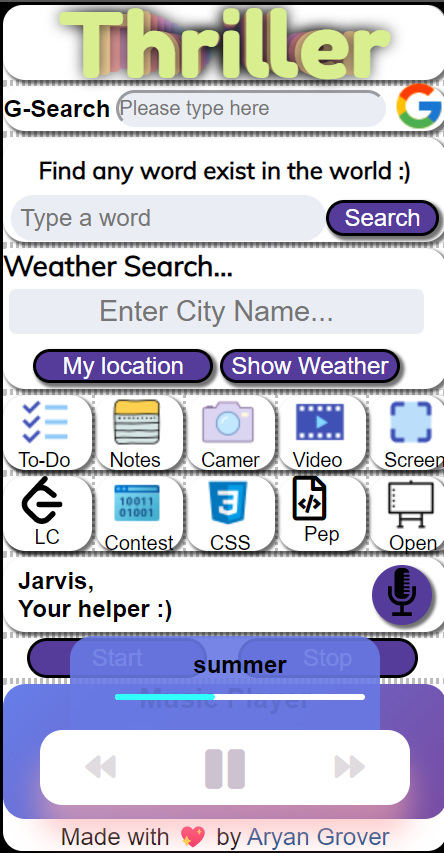 Thriller
G-Search Please type here
Find any word exist in the world :)
Type a word Search
Weather Search...
Enter City Name...
My location Show Weather
To-Do Notes Camer Video Screen
10011
01001
LC Contest CSS Pep Open
Jarvis,
Your helper :)
Start Stop
summer
Music Player
Made with 💖 by Aryan Grover